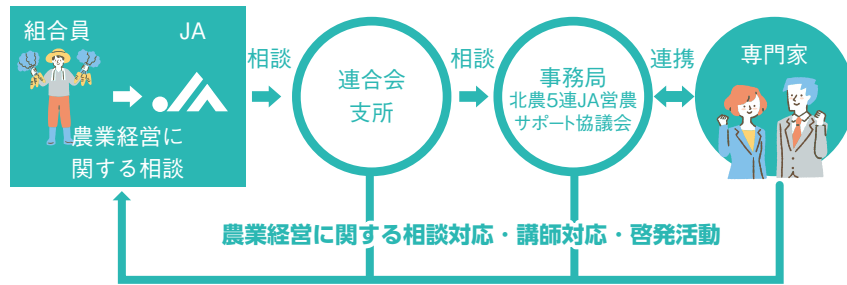 組合員
JA
農業経営に
関する相談
相談
連合会
支所
相談
事務局
北農5連JA営農
サポート協議会
連携
専門家
農業経営に関する相談対応・講師対応・啓発活動